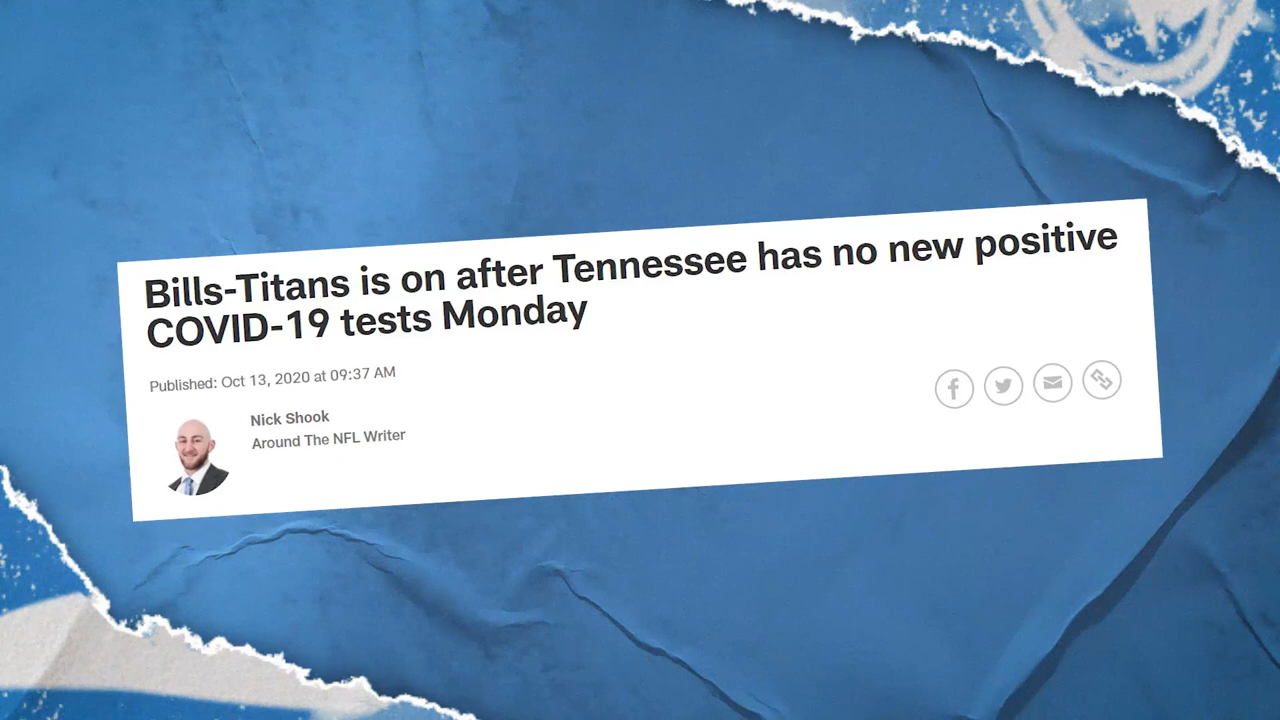 Bills-Titans is on after Tennessee has no new positive
COVID-19 tests Monday
Published: Oct 13, 2020 at 09:37 AM
Nick Shook
Around The NFL Writer